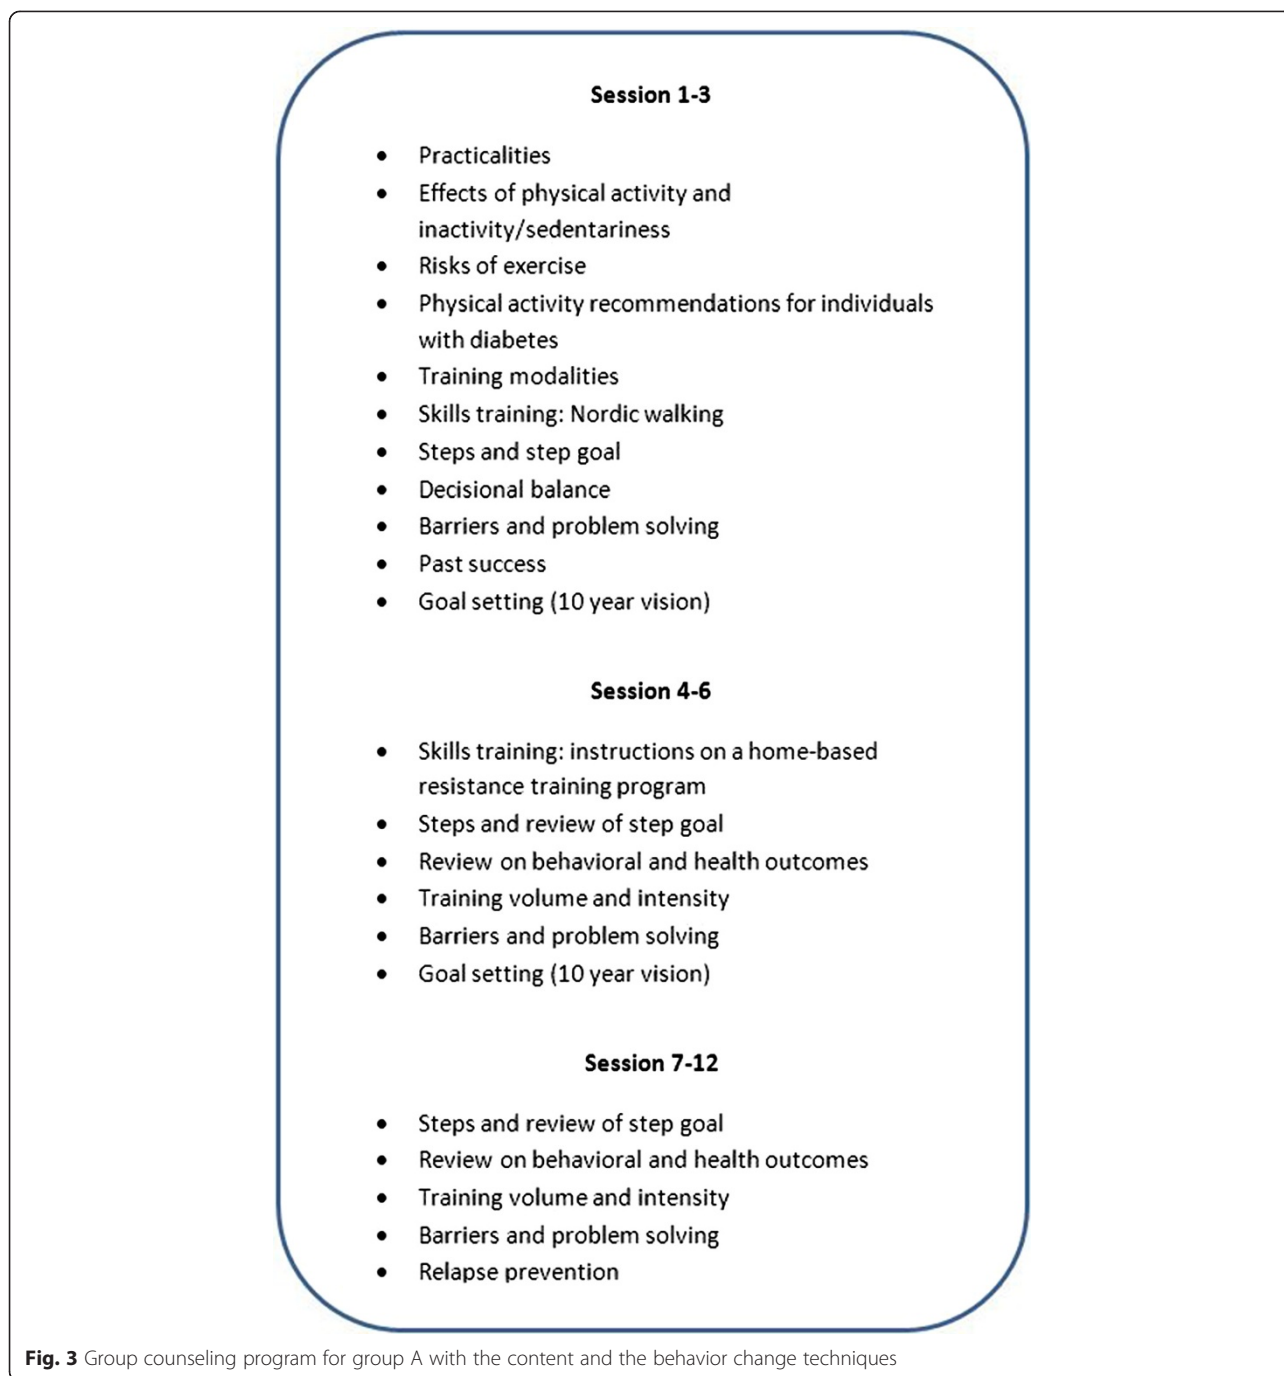 Session 1-3
• Practicalities
• Effects of physical activity and
inactivity/sedentariness
• Risks of exercise
• Physical activity recommendations for individuals
with diabetes
• Training modalities
• Skills training: Nordic walking
• Steps and step goal
• Decisional balance
• Barriers and problem solving
• Past success
• Goal setting (10 year vision)
Session 4-6
• Skills training: instructions on a home-based
resistance training program
• Steps and review of step goal
• Review on behavioral and health outcomes
• Training volume and intensity
• Barriers and problem solving
• Goal setting (10 year vision)
Session 7-12
• Steps and review of step goal
• Review on behavioral and health outcomes
• Training volume and intensity
• Barriers and problem solving
• Relapse prevention
Fig. 3 Group counseling program for group A with the content and the behavior change techniques